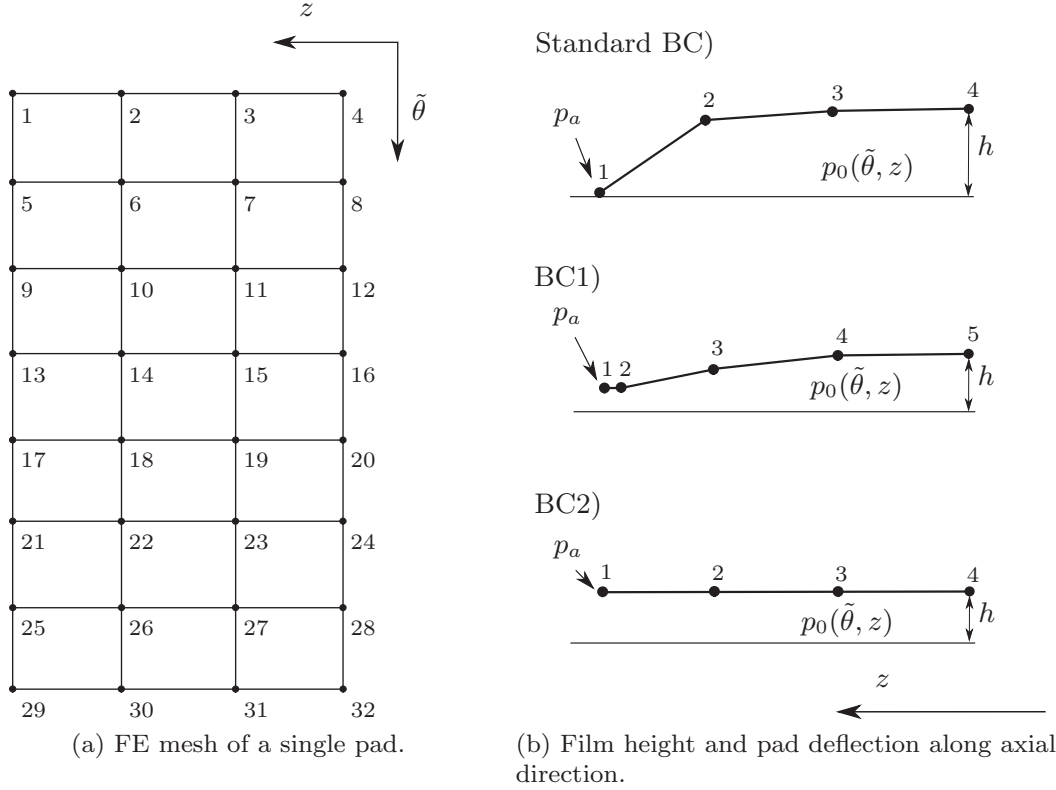 z
θ̃
1 2 3 4
5 6 7 8
9 10 11 12
13 14 15 16
17 18 19 20
21 22 23 24
25 26 27 28
29 30 31 32
(a) FE mesh of a single pad.
Standard BC)
p_a
1 2 3 4
h
p_0(θ̃, z)
BC1)
p_a
1 2 3 4 5
h
p_0(θ̃, z)
BC2)
p_a
1 2 3 4
h
p_0(θ̃, z)
z
(b) Film height and pad deflection along axial
direction.